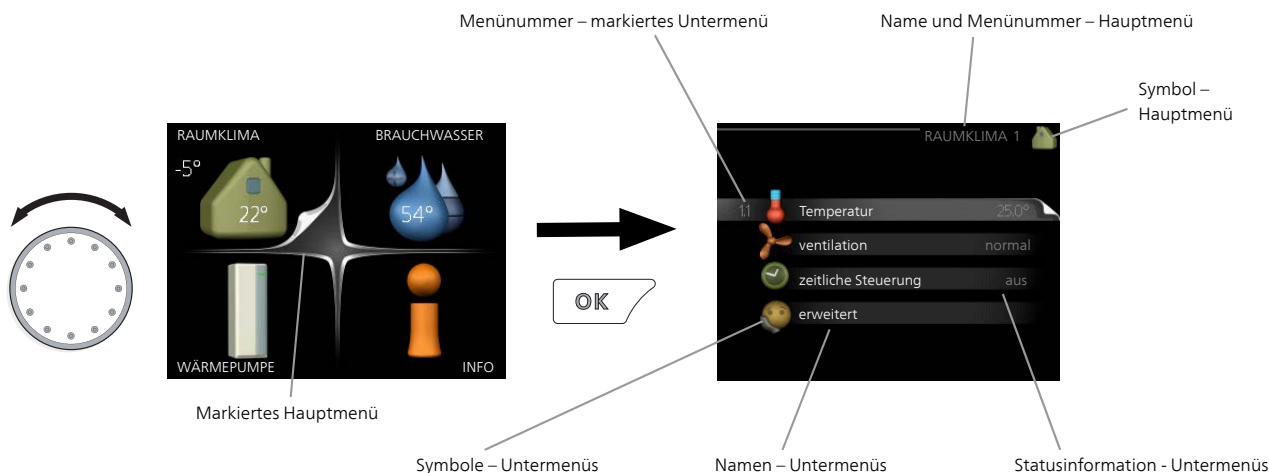 Menünummer – markiertes Untermenü
Name und Menünummer – Hauptmenü
Symbol –
Hauptmenü
RAUMKLIMA
BRAUCHWASSER
-5°
22°
54°
WÄRMEPUMPE
INFO
Markiertes Hauptmenü
OK
RAUMKLIMA 1
1.1
Temperatur
25.0°
ventilation
normal
zeitliche Steuerung
aus
erweitert
Symbole – Untermenüs
Namen – Untermenüs
Statusinformation - Untermenüs